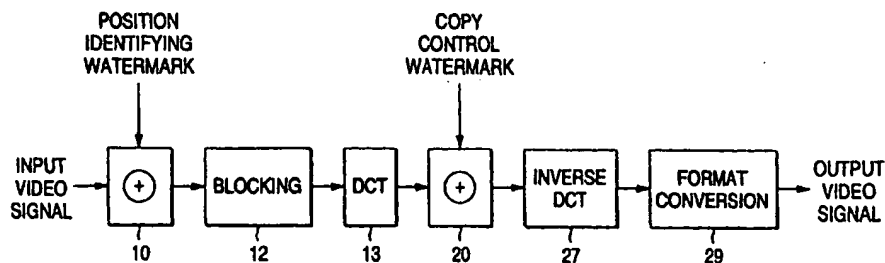 POSITION
IDENTIFYING
WATERMARK
COPY
CONTROL
WATERMARK
INPUT
VIDEO
SIGNAL
+
BLOCKING
DCT
+
INVERSE
DCT
FORMAT
CONVERSION
OUTPUT
VIDEO
SIGNAL
10
12
13
20
27
29